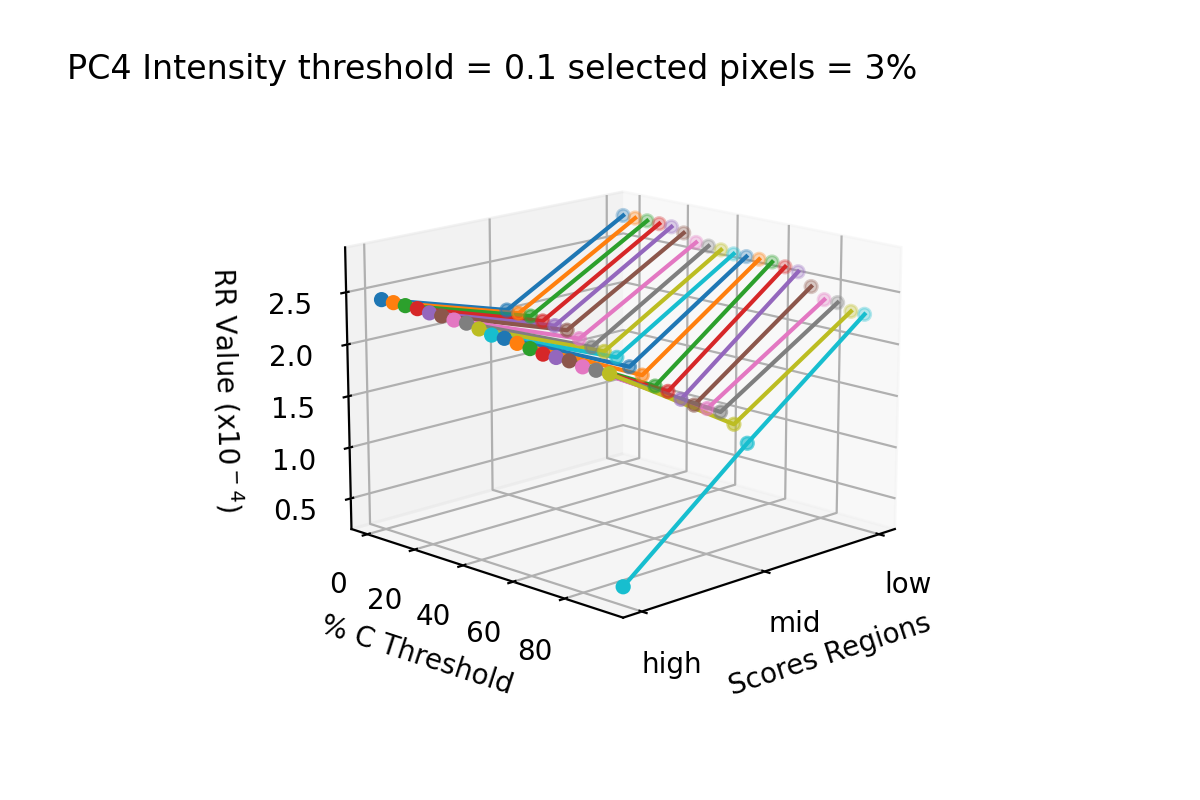 PC4 Intensity threshold = 0.1 selected pixels = 3%
RR Value (x10⁻⁴)
2.5
2.0
1.5
1.0
0.5
0
20
40
60
80
% C Threshold
high
mid
low
Scores Regions